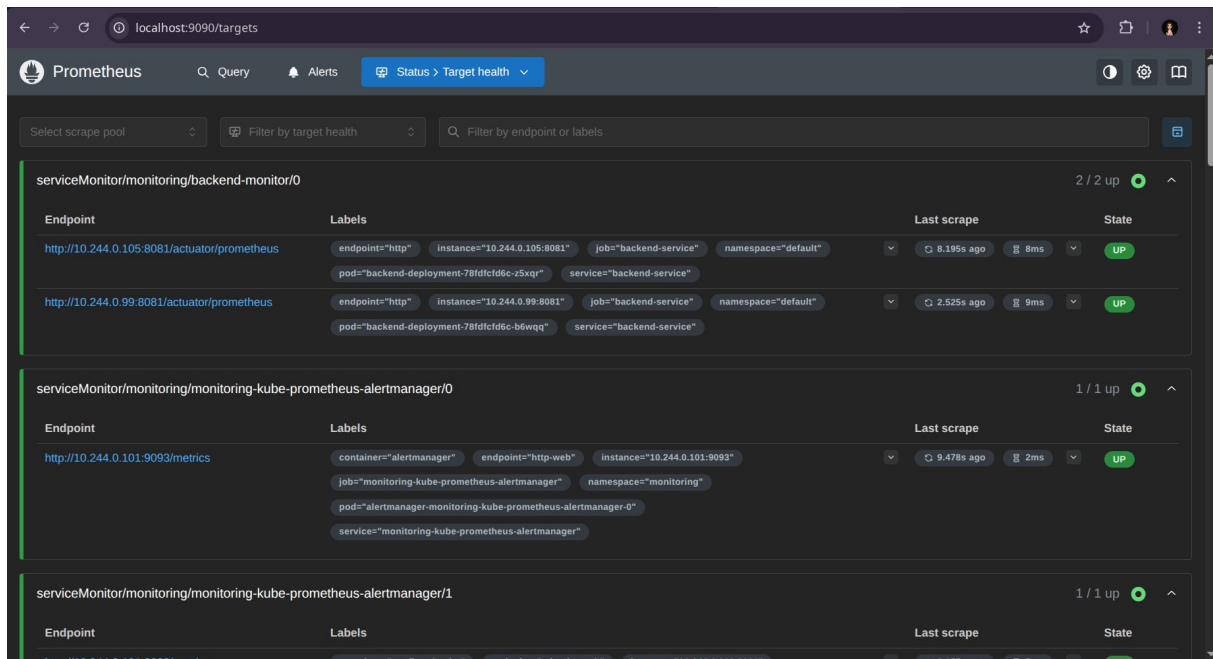 localhost:9090/targets
Prometheus Query Alerts Status > Target health
Select scrape pool Filter by target health Filter by endpoint or labels
serviceMonitor/monitoring/backend-monitor/0 2 / 2 up
Endpoint Labels Last scrape State
http://10.244.0.105:8081/actuator/prometheus endpoint="http" instance="10.244.0.105:8081" job="backend-service" namespace="default" 8.195s ago 8ms UP
pod="backend-deployment-78fdfcfd6c-z5xqr" service="backend-service"
http://10.244.0.99:8081/actuator/prometheus endpoint="http" instance="10.244.0.99:8081" job="backend-service" namespace="default" 2.525s ago 9ms UP
pod="backend-deployment-78fdfcfd6c-b6wqq" service="backend-service"
serviceMonitor/monitoring/monitoring-kube-prometheus-alertmanager/0 1 / 1 up
Endpoint Labels Last scrape State
http://10.244.0.101:9093/metrics container="alertmanager" endpoint="http-web" instance="10.244.0.101:9093" 9.478s ago 2ms UP
job="monitoring-kube-prometheus-alertmanager" namespace="monitoring"
pod="alertmanager-monitoring-kube-prometheus-alertmanager-0"
service="monitoring-kube-prometheus-alertmanager"
serviceMonitor/monitoring/monitoring-kube-prometheus-alertmanager/1 1 / 1 up
Endpoint Labels Last scrape State